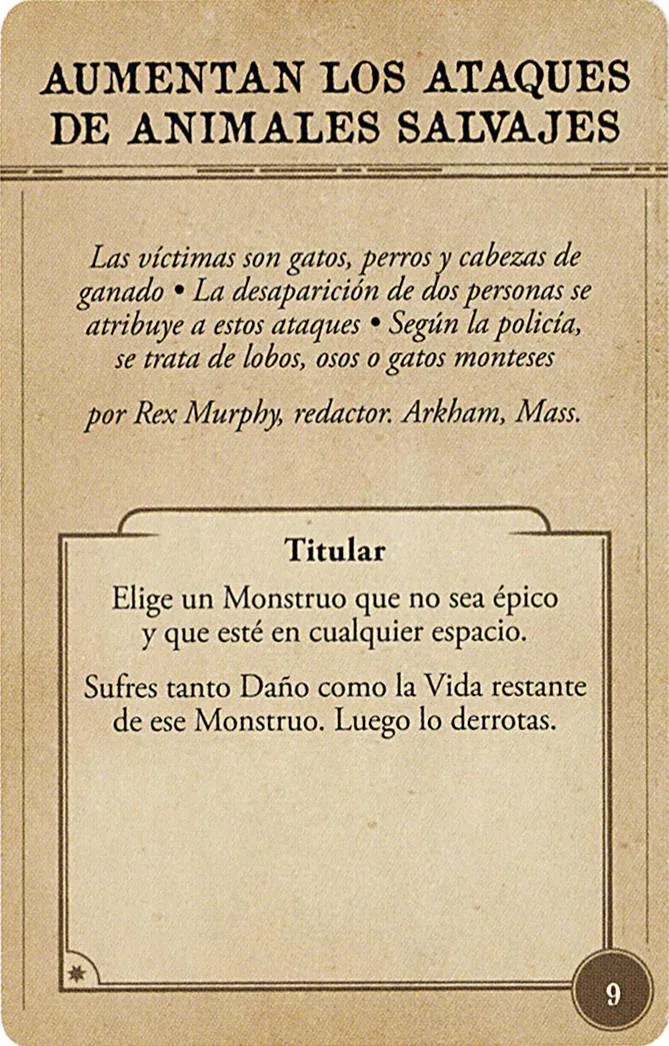 AUMENTAN LOS ATAQUES
DE ANIMALES SALVAJES
Las víctimas son gatos, perros y cabezas de
ganado • La desaparición de dos personas se
atribuye a estos ataques • Según la policía,
se trata de lobos, osos o gatos monteses
por Rex Murphy, redactor. Arkham, Mass.
Titular
Elige un Monstruo que no sea épico
y que esté en cualquier espacio.
Sufres tanto Daño como la Vida restante
de ese Monstruo. Luego lo derrotas.
9